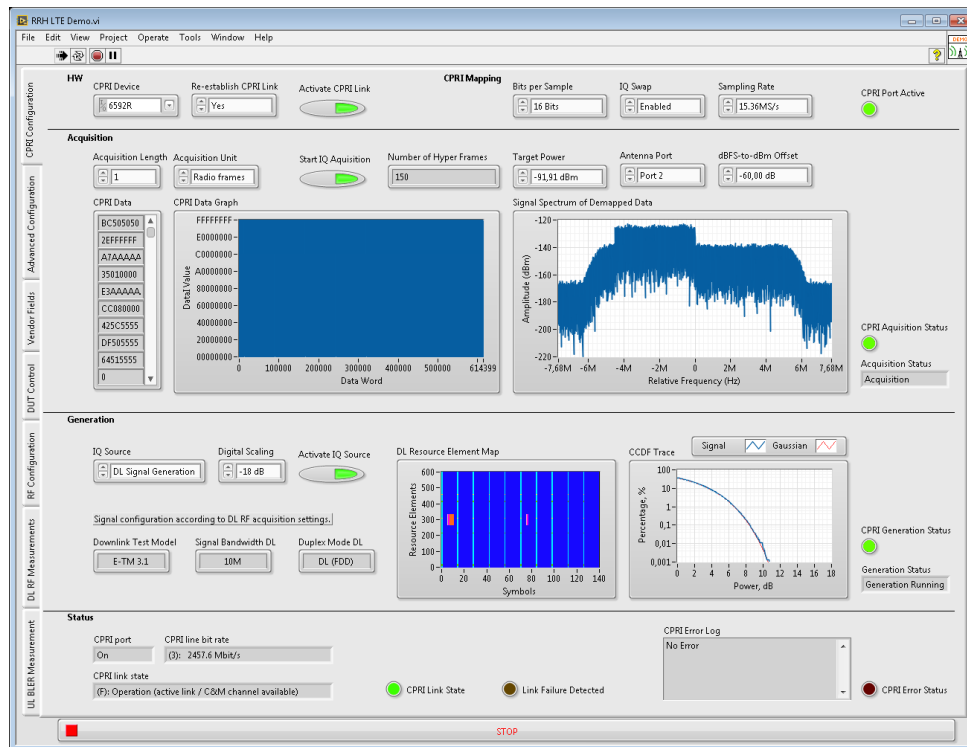 RRH LTE Demo.vi
File Edit View Project Operate Tools Window Help
DEMO
HW
CPRI Mapping
CPRI Device Re-establish CPRI Link Activate CPRI Link Bits per Sample IQ Swap Sampling Rate CPRI Port Active
6592R Yes 16 Bits Enabled 15.36MS/s
CPRI Configuration
Acquisition
Acquisition Length Acquisition Unit Start IQ Aquisition Number of Hyper Frames Target Power Antenna Port dBFS-to-dBm Offset
1 Radio frames 150 -91,91 dBm Port 2 -60,00 dB
Advanced Configuration
CPRI Data CPRI Data Graph Signal Spectrum of Demapped Data
BC505050
2EFFFFFF
A7AAAAA
35010000
E3AAAAA,
CC080000
425C5555
DF505555
64515555
0
DataI Value
FFFFFFFF
E0000000
C0000000
A0000000
80000000
60000000
40000000
20000000
00000000
0 100000 200000 300000 400000 500000 614399
Data Word
Amplitude (dBm)
-120
-140
-160
-180
-200
-220
-7,68M -6M -4M -2M 0 2M 4M 6M 7,68M
Relative Frequency (Hz)
CPRI Aquisition Status
Acquisition Status
Acquisition
Vendor Fields
DUT Control
Generation
IQ Source Digital Scaling Activate IQ Source
DL Signal Generation -18 dB
RF Configuration
Signal configuration according to DL RF acquisition settings.
Downlink Test Model Signal Bandwidth DL Duplex Mode DL
E-TM 3.1 10M DL (FDD)
DL Resource Element Map
Resource Elements
600
500
400
300
200
100
0
0 20 40 60 80 100 120 140
Symbols
CCDF Trace Signal Gaussian
Percentage, %
100
10
1
0,1
0,01
0,001
0 2 4 6 8 10 12 14 16 18
Power, dB
CPRI Generation Status
Generation Status
Generation Running
DL RF Measurements
Status
CPRI port CPRI line bit rate
On (3): 2457.6 Mbit/s
CPRI link state
(F): Operation (active link / C&M channel available)
CPRI Link State Link Failure Detected
CPRI Error Log
No Error
CPRI Error Status
UL BLER Measurement
STOP